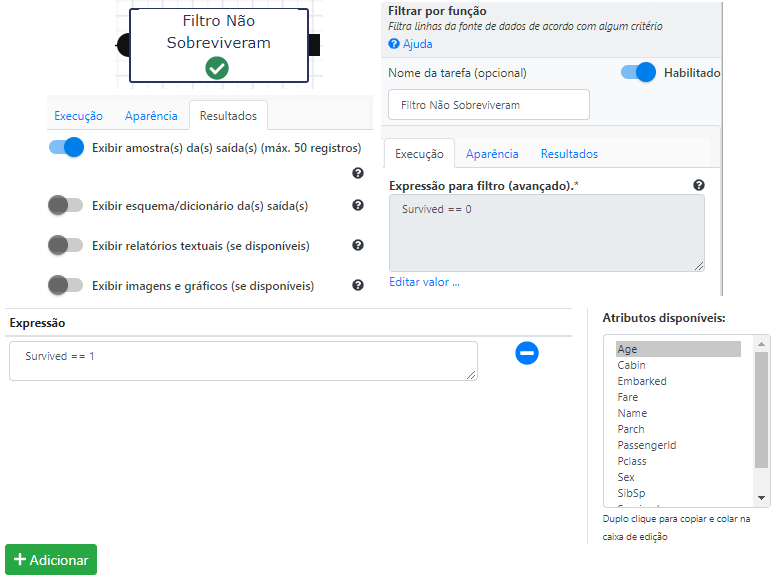 Filtro Não
Sobreviveram
Execução
Aparência
Resultados
Exibir amostra(s) da(s) saída(s) (máx. 50 registros)
Exibir esquema/dicionário da(s) saída(s)
Exibir relatórios textuais (se disponíveis)
Exibir imagens e gráficos (se disponíveis)
Filtrar por função
Filtra linhas da fonte de dados de acordo com algum critério
Ajuda
Nome da tarefa (opcional)
Habilitado
Filtro Não Sobreviveram
Execução
Aparência
Resultados
Expressão para filtro (avançado).*
Survived == 0
Editar valor ...
Expressão
Survived == 1
Adicionar
Atributos disponíveis:
Age
Cabin
Embarked
Fare
Name
Parch
PassengerId
Pclass
Sex
SibSp
Duplo clique para copiar e colar na
caixa de edição